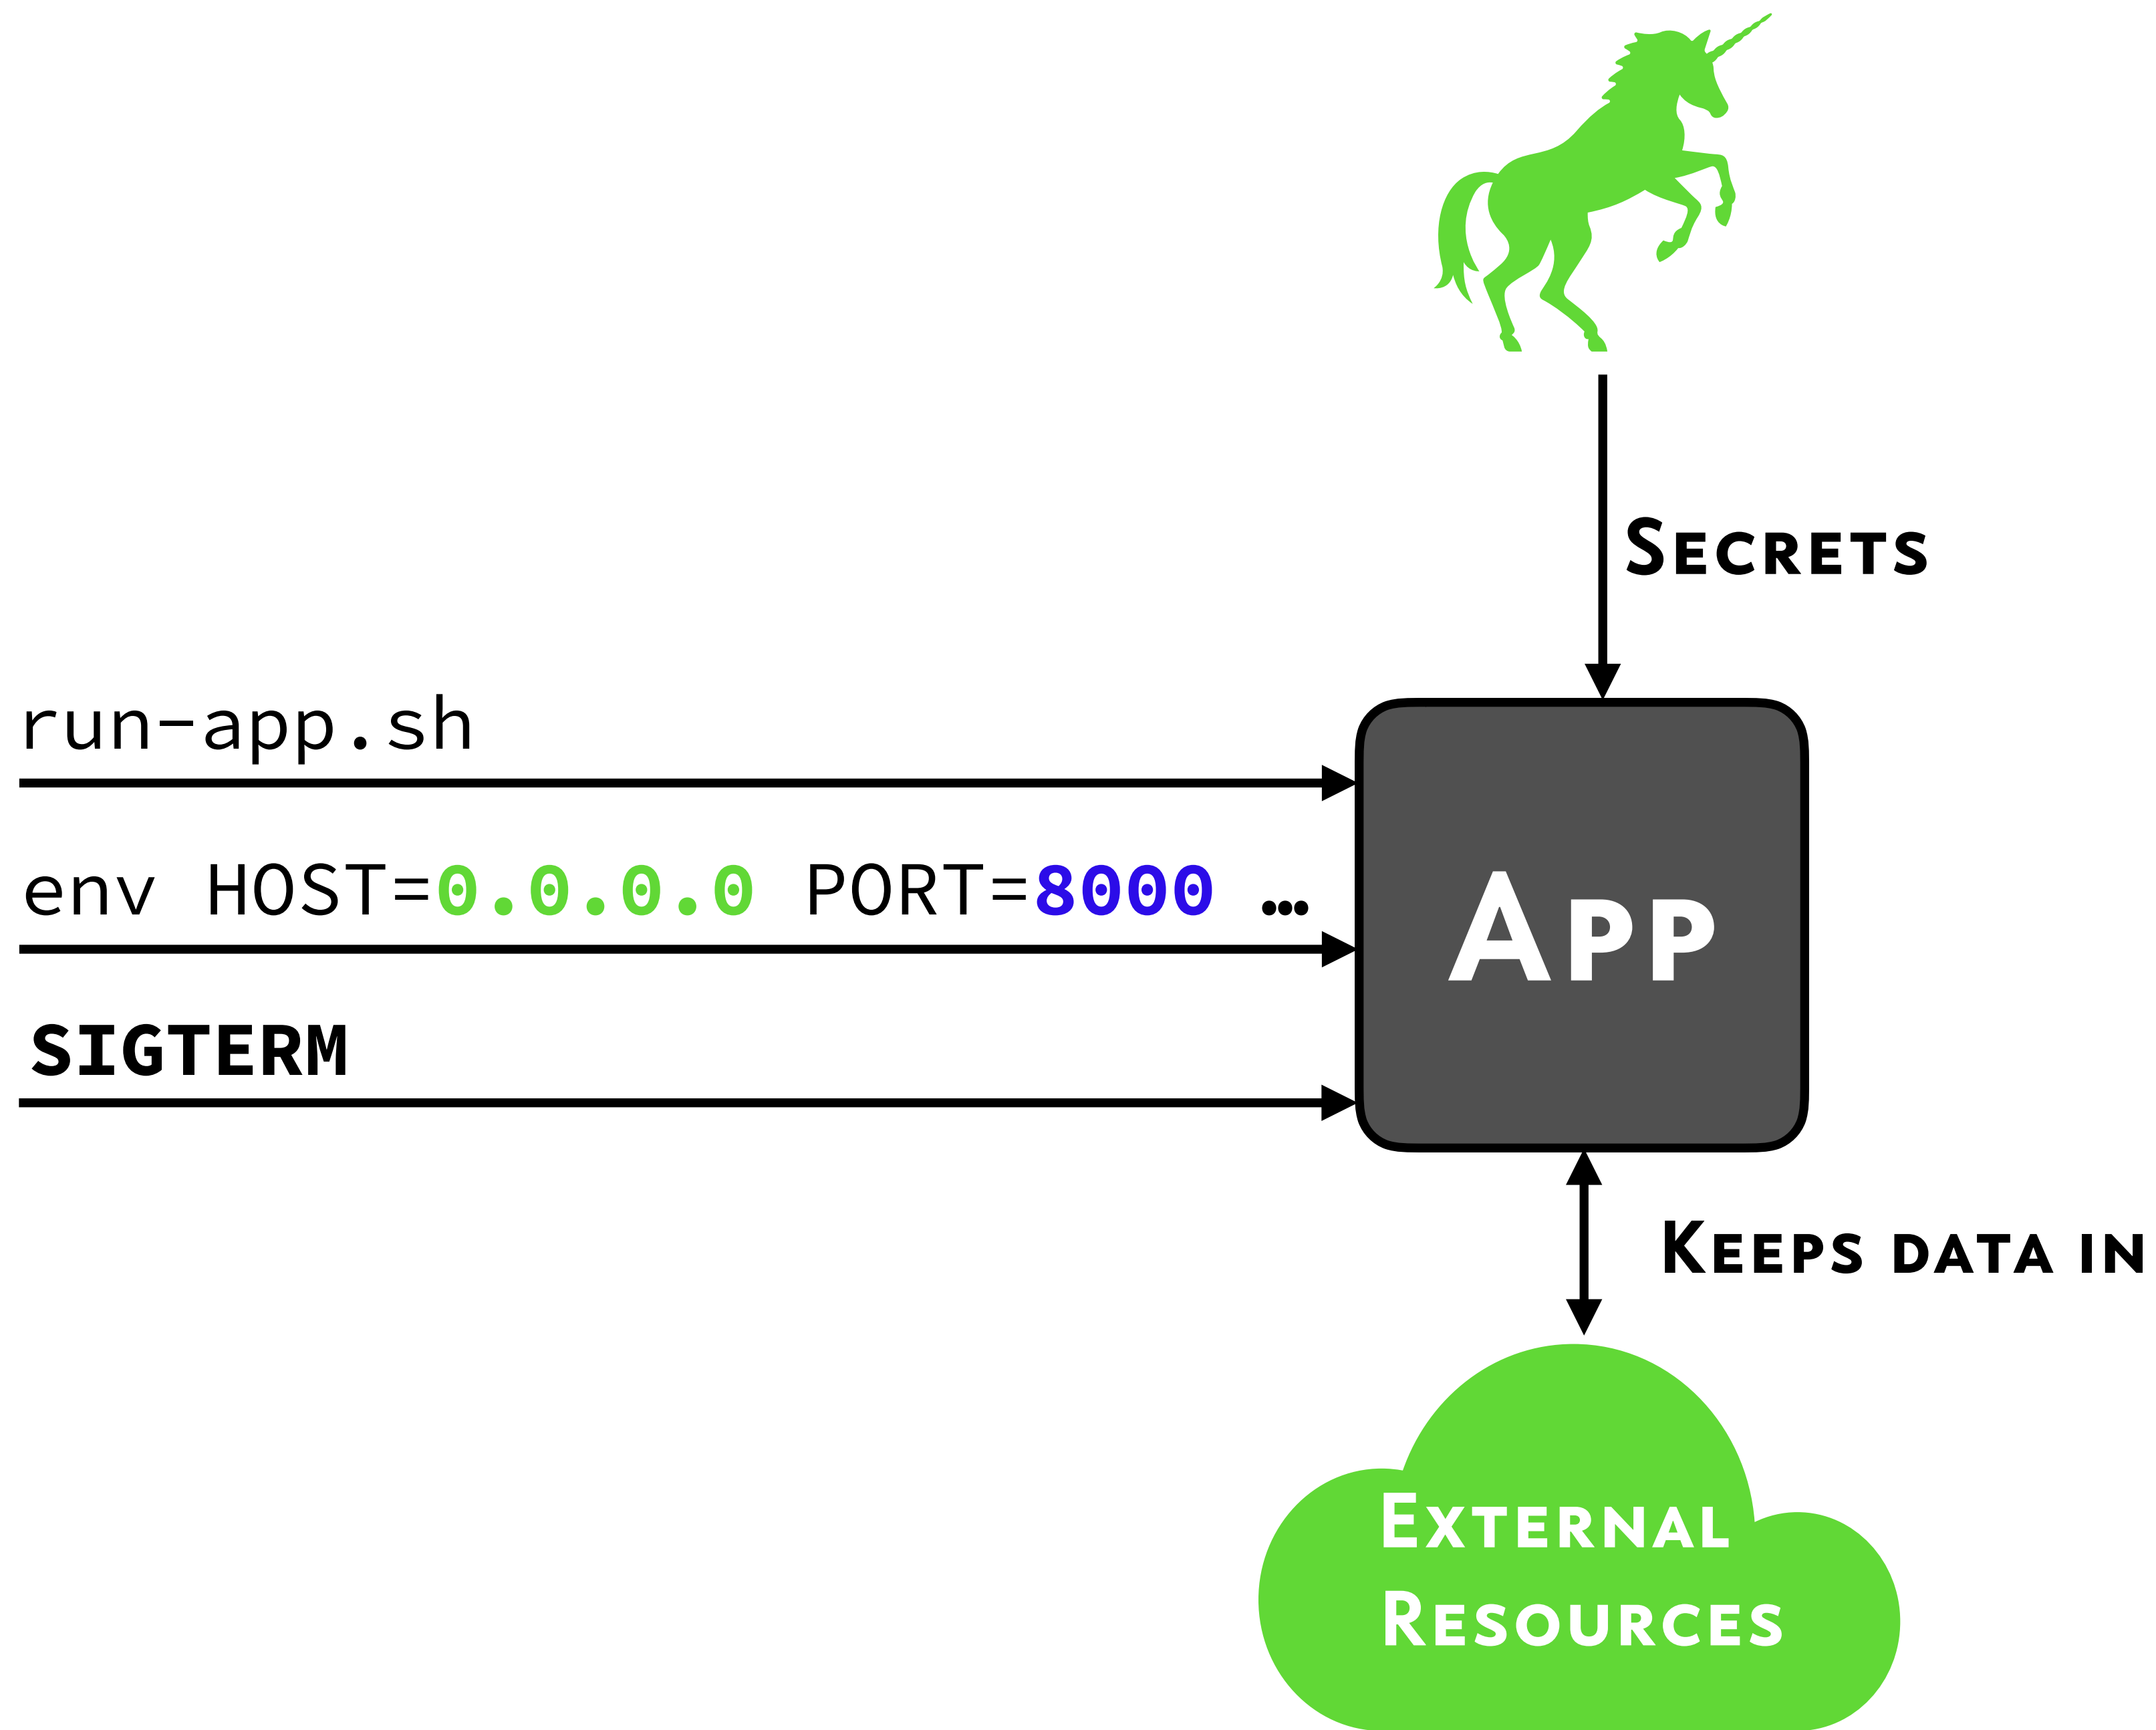 Secrets
run-app.sh
env HOST=0.0.0.0 PORT=8000 …
SIGTERM
App
Keeps data in
External
Resources